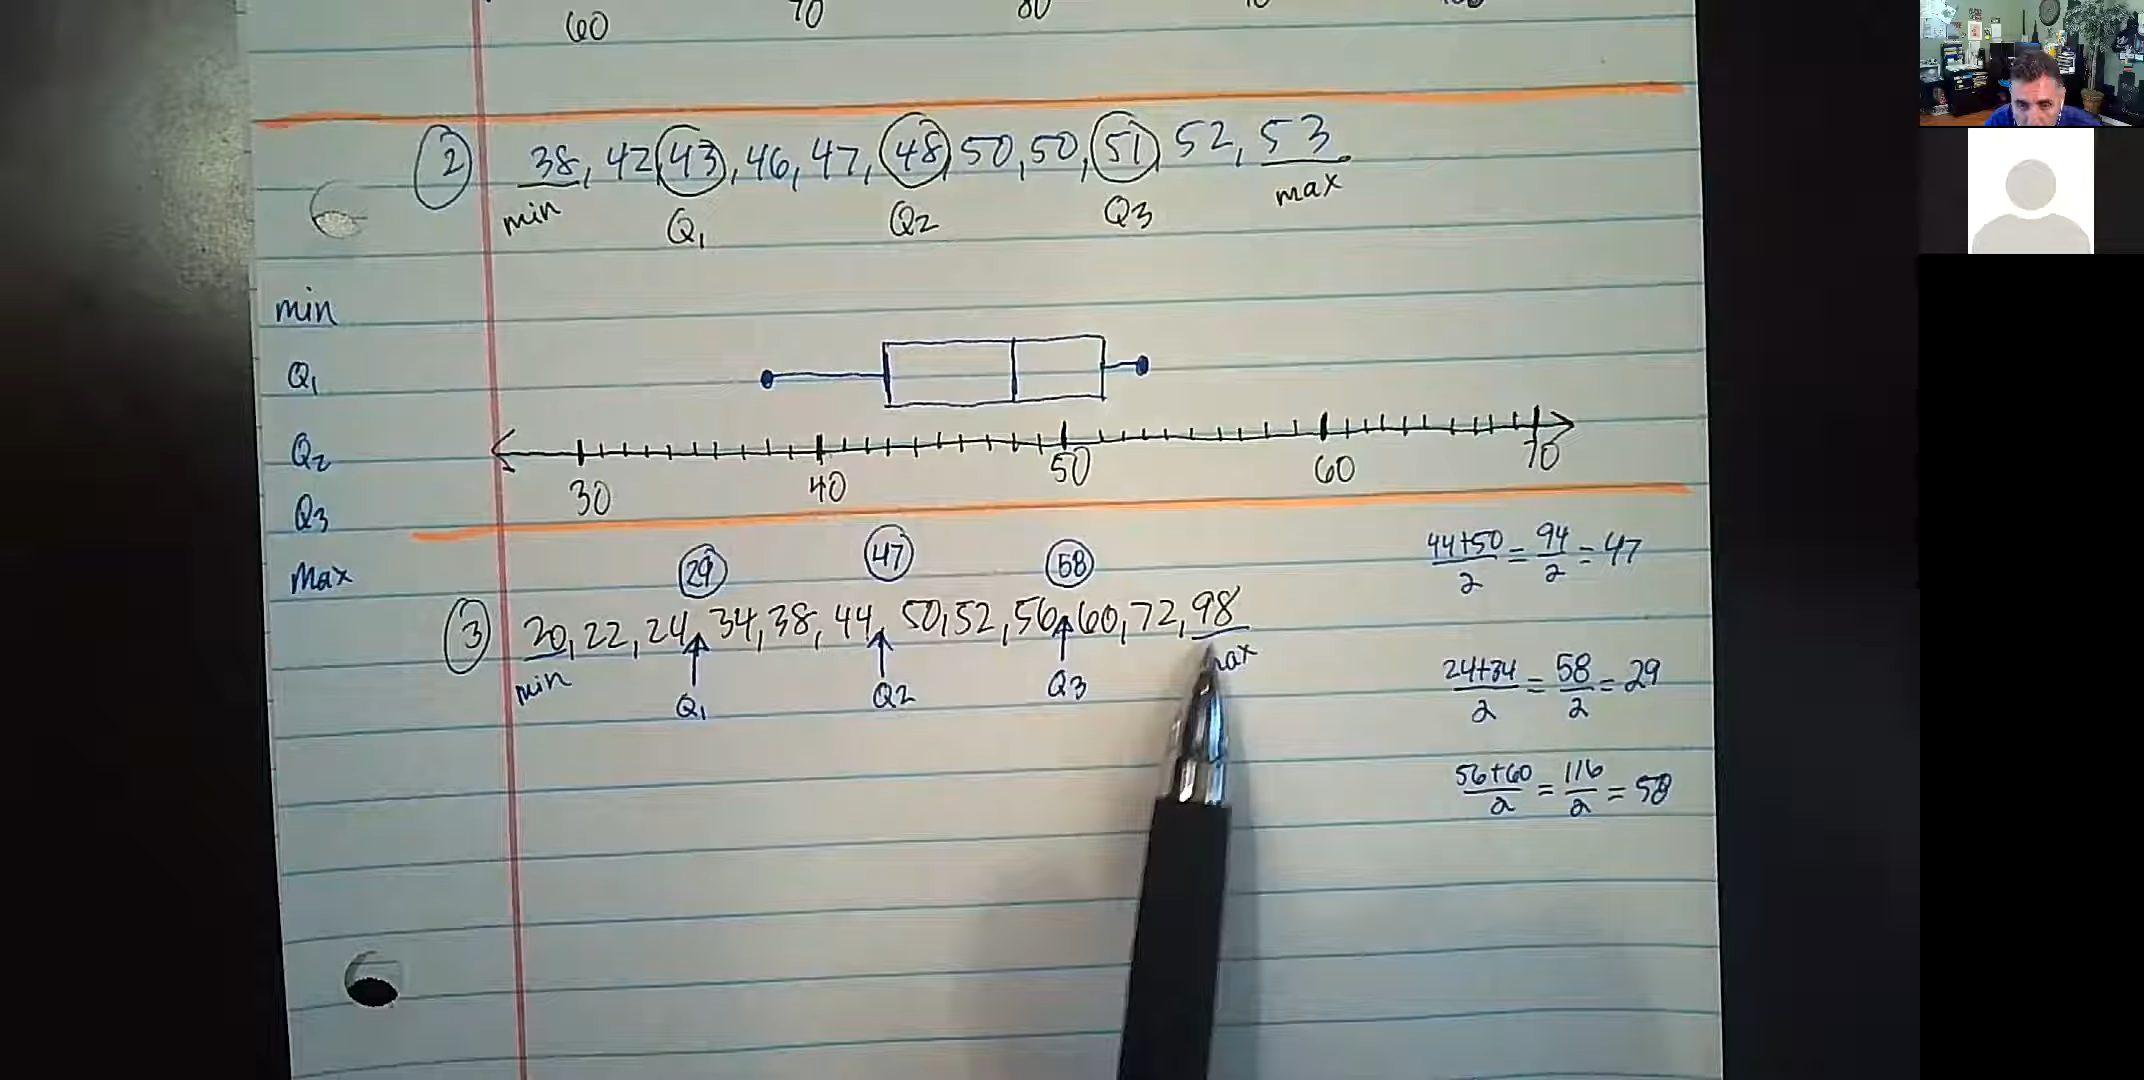 60 70 80
② 38, 42 43, 46, 47, 48 50, 50, 51, 52, 53
min Q1 Q2 Q3 max
min
Q1
Q2
Q3
Max
30 40 50 60 70
29 47 58
③ 20, 22, 24, 34, 38, 44, 50, 52, 56, 60, 72, 98
min Q1 Q2 Q3
44+50/2 = 94/2 = 47
24+34/2 = 58/2 = 29
56+60/2 = 116/2 = 58